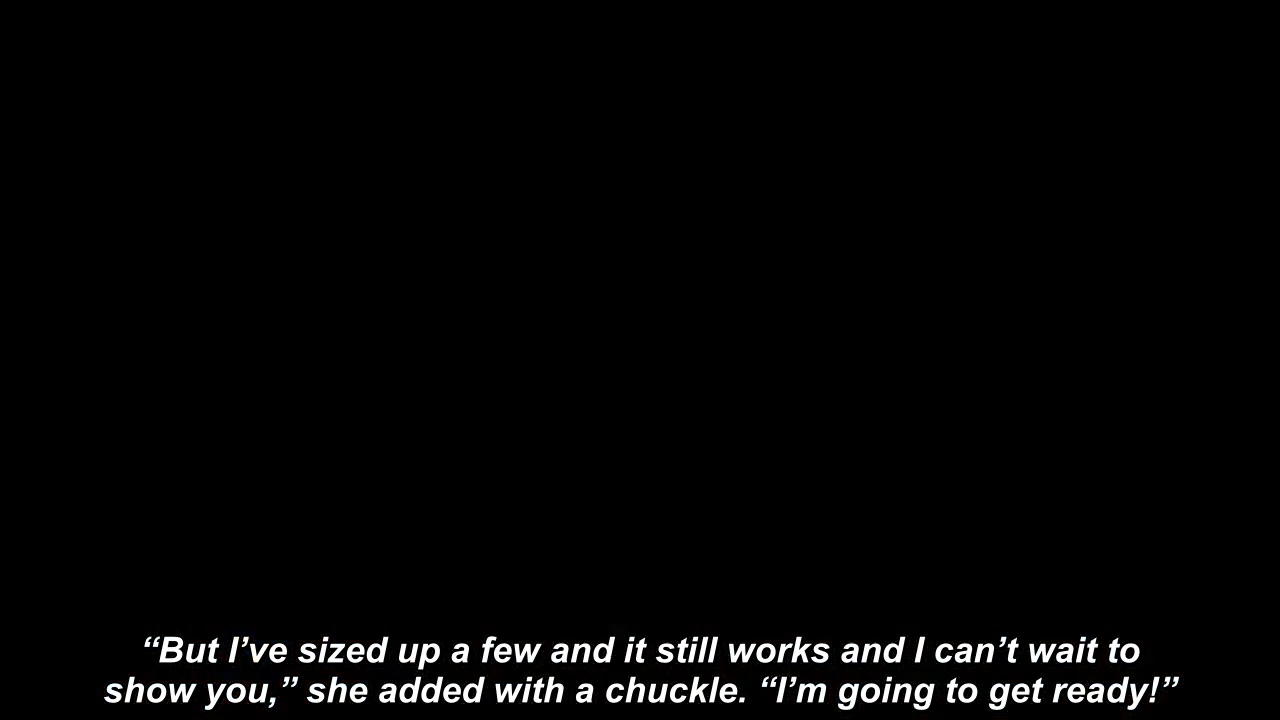 “But I’ve sized up a few and it still works and I can’t wait to
show you,” she added with a chuckle. “I’m going to get ready!”